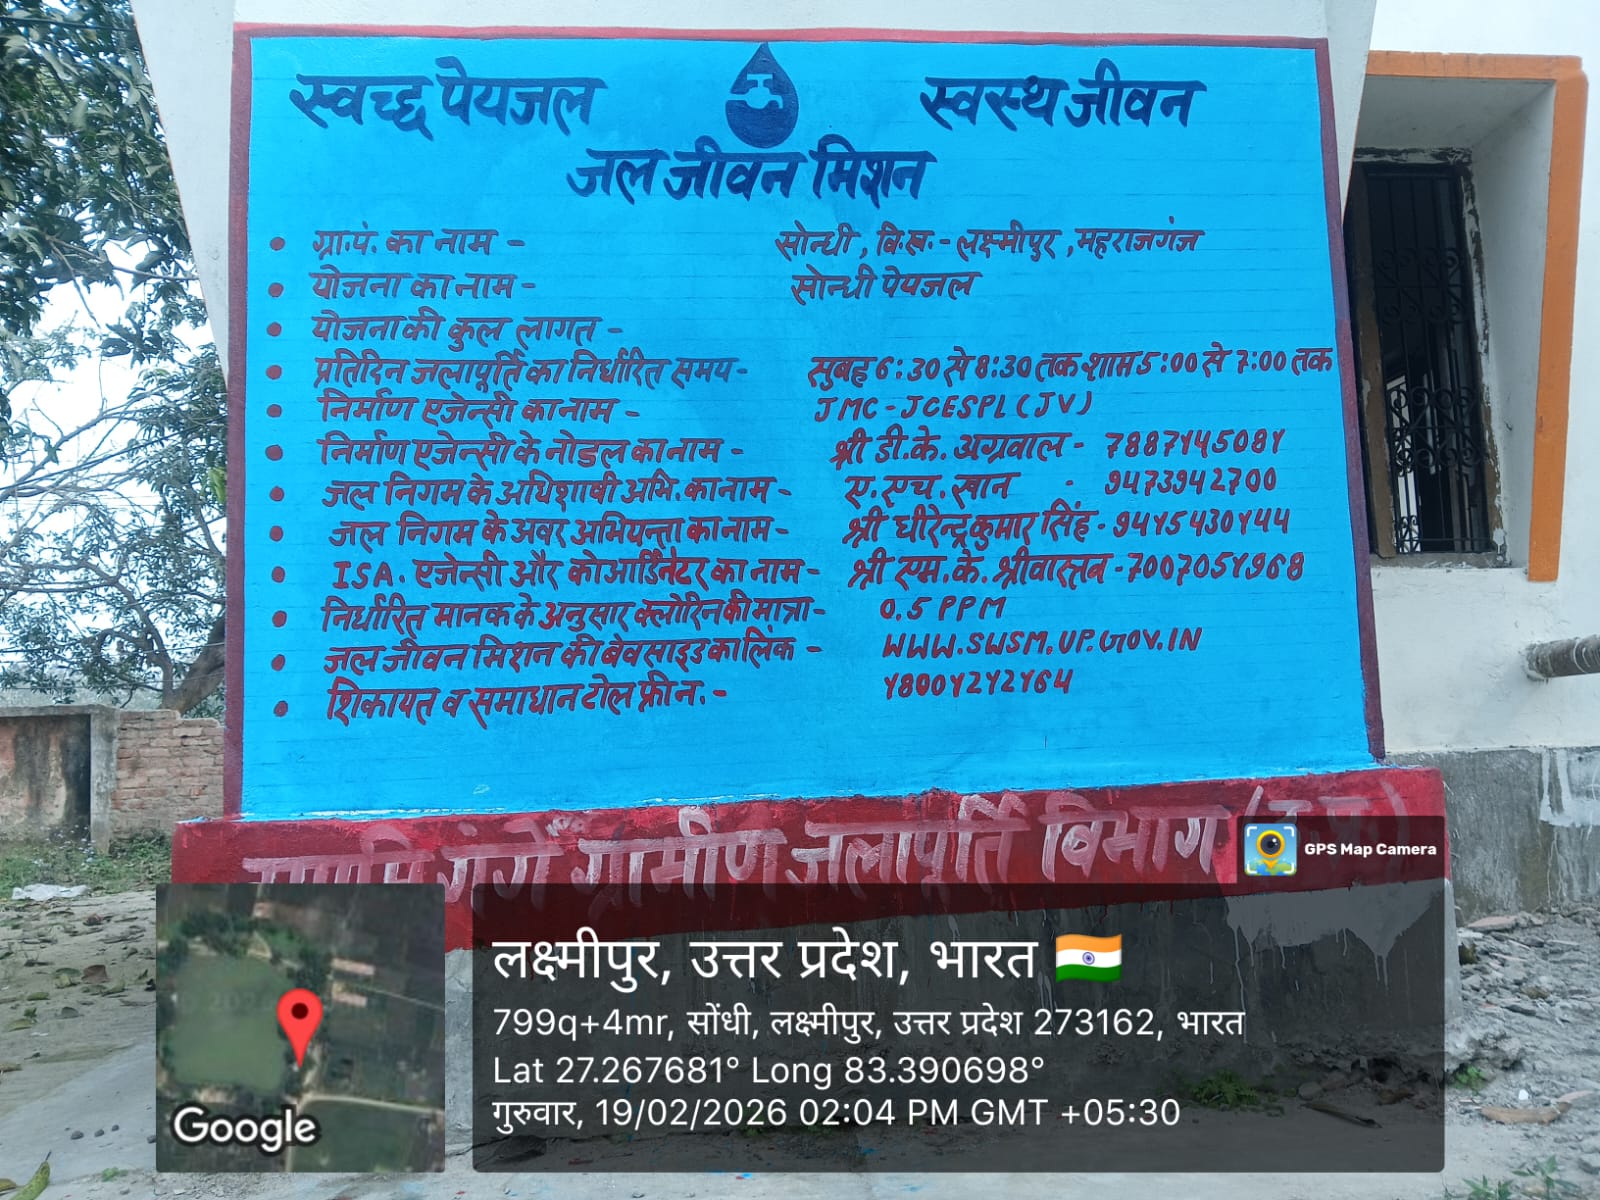 स्वच्छ पेयजल स्वस्थ जीवन
जल जीवन मिशन
• ग्रा.पं. का नाम - सोन्धी, वि.ख.- लक्ष्मीपुर, महराजगंज
• योजना का नाम - सोन्धी पेयजल
• योजना की कुल लागत -
• प्रतिदिन जलापूर्ति का निर्धारित समय - सुबह 6:30 से 8:30 तक शाम 5:00 से 7:00 तक
• निर्माण एजेन्सी का नाम - JMC-JCESPL(JV)
• निर्माण एजेन्सी के नोडल का नाम - श्री डी.के. अग्रवाल - 7887145081
• जल निगम के अधिशाषी अभि. का नाम - ए.एच. खान - 9473942700
• जल निगम के अवर अभियन्ता का नाम - श्री धीरेन्द्र कुमार सिंह - 9415430144
• ISA. एजेन्सी और कोआर्डिनेटर का नाम - श्री एम.के. श्रीवास्तव - 7007051968
• निर्धारित मानक के अनुसार क्लोरिन की मात्रा - 0.5 PPM
• जल जीवन मिशन की बेवसाइड का लिंक - WWW.SWSM.UP.GOV.IN
• शिकायत व समाधान टोल फ्री न. - 18001212164
नमामि गंगे ग्रामीण जलापूर्ति विभाग (उ.प्र.)
GPS Map Camera
लक्ष्मीपुर, उत्तर प्रदेश, भारत
799q+4mr, सोंधी, लक्ष्मीपुर, उत्तर प्रदेश 273162, भारत
Lat 27.267681° Long 83.390698°
गुरुवार, 19/02/2026 02:04 PM GMT +05:30
Google